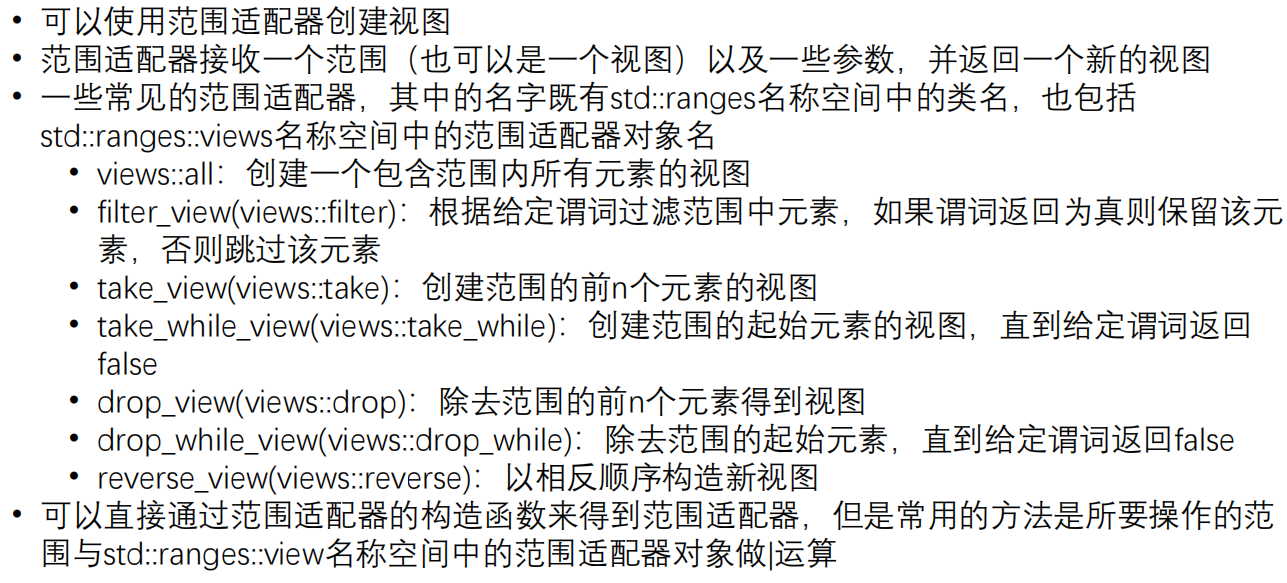 • 可以使用范围适配器创建视图
• 范围适配器接收一个范围（也可以是一个视图）以及一些参数，并返回一个新的视图
• 一些常见的范围适配器，其中的名字既有std::ranges名称空间中的类名，也包括
std::ranges::views名称空间中的范围适配器对象名
• views::all：创建一个包含范围内所有元素的视图
• filter_view(views::filter)：根据给定谓词过滤范围中元素，如果谓词返回为真则保留该元
素，否则跳过该元素
• take_view(views::take)：创建范围的前n个元素的视图
• take_while_view(views::take_while)：创建范围的起始元素的视图，直到给定谓词返回
false
• drop_view(views::drop)：除去范围的前n个元素得到视图
• drop_while_view(views::drop_while)：除去范围的起始元素，直到给定谓词返回false
• reverse_view(views::reverse)：以相反顺序构造新视图
• 可以直接通过范围适配器的构造函数来得到范围适配器，但是常用的方法是所要操作的范
围与std::ranges::view名称空间中的范围适配器对象做|运算